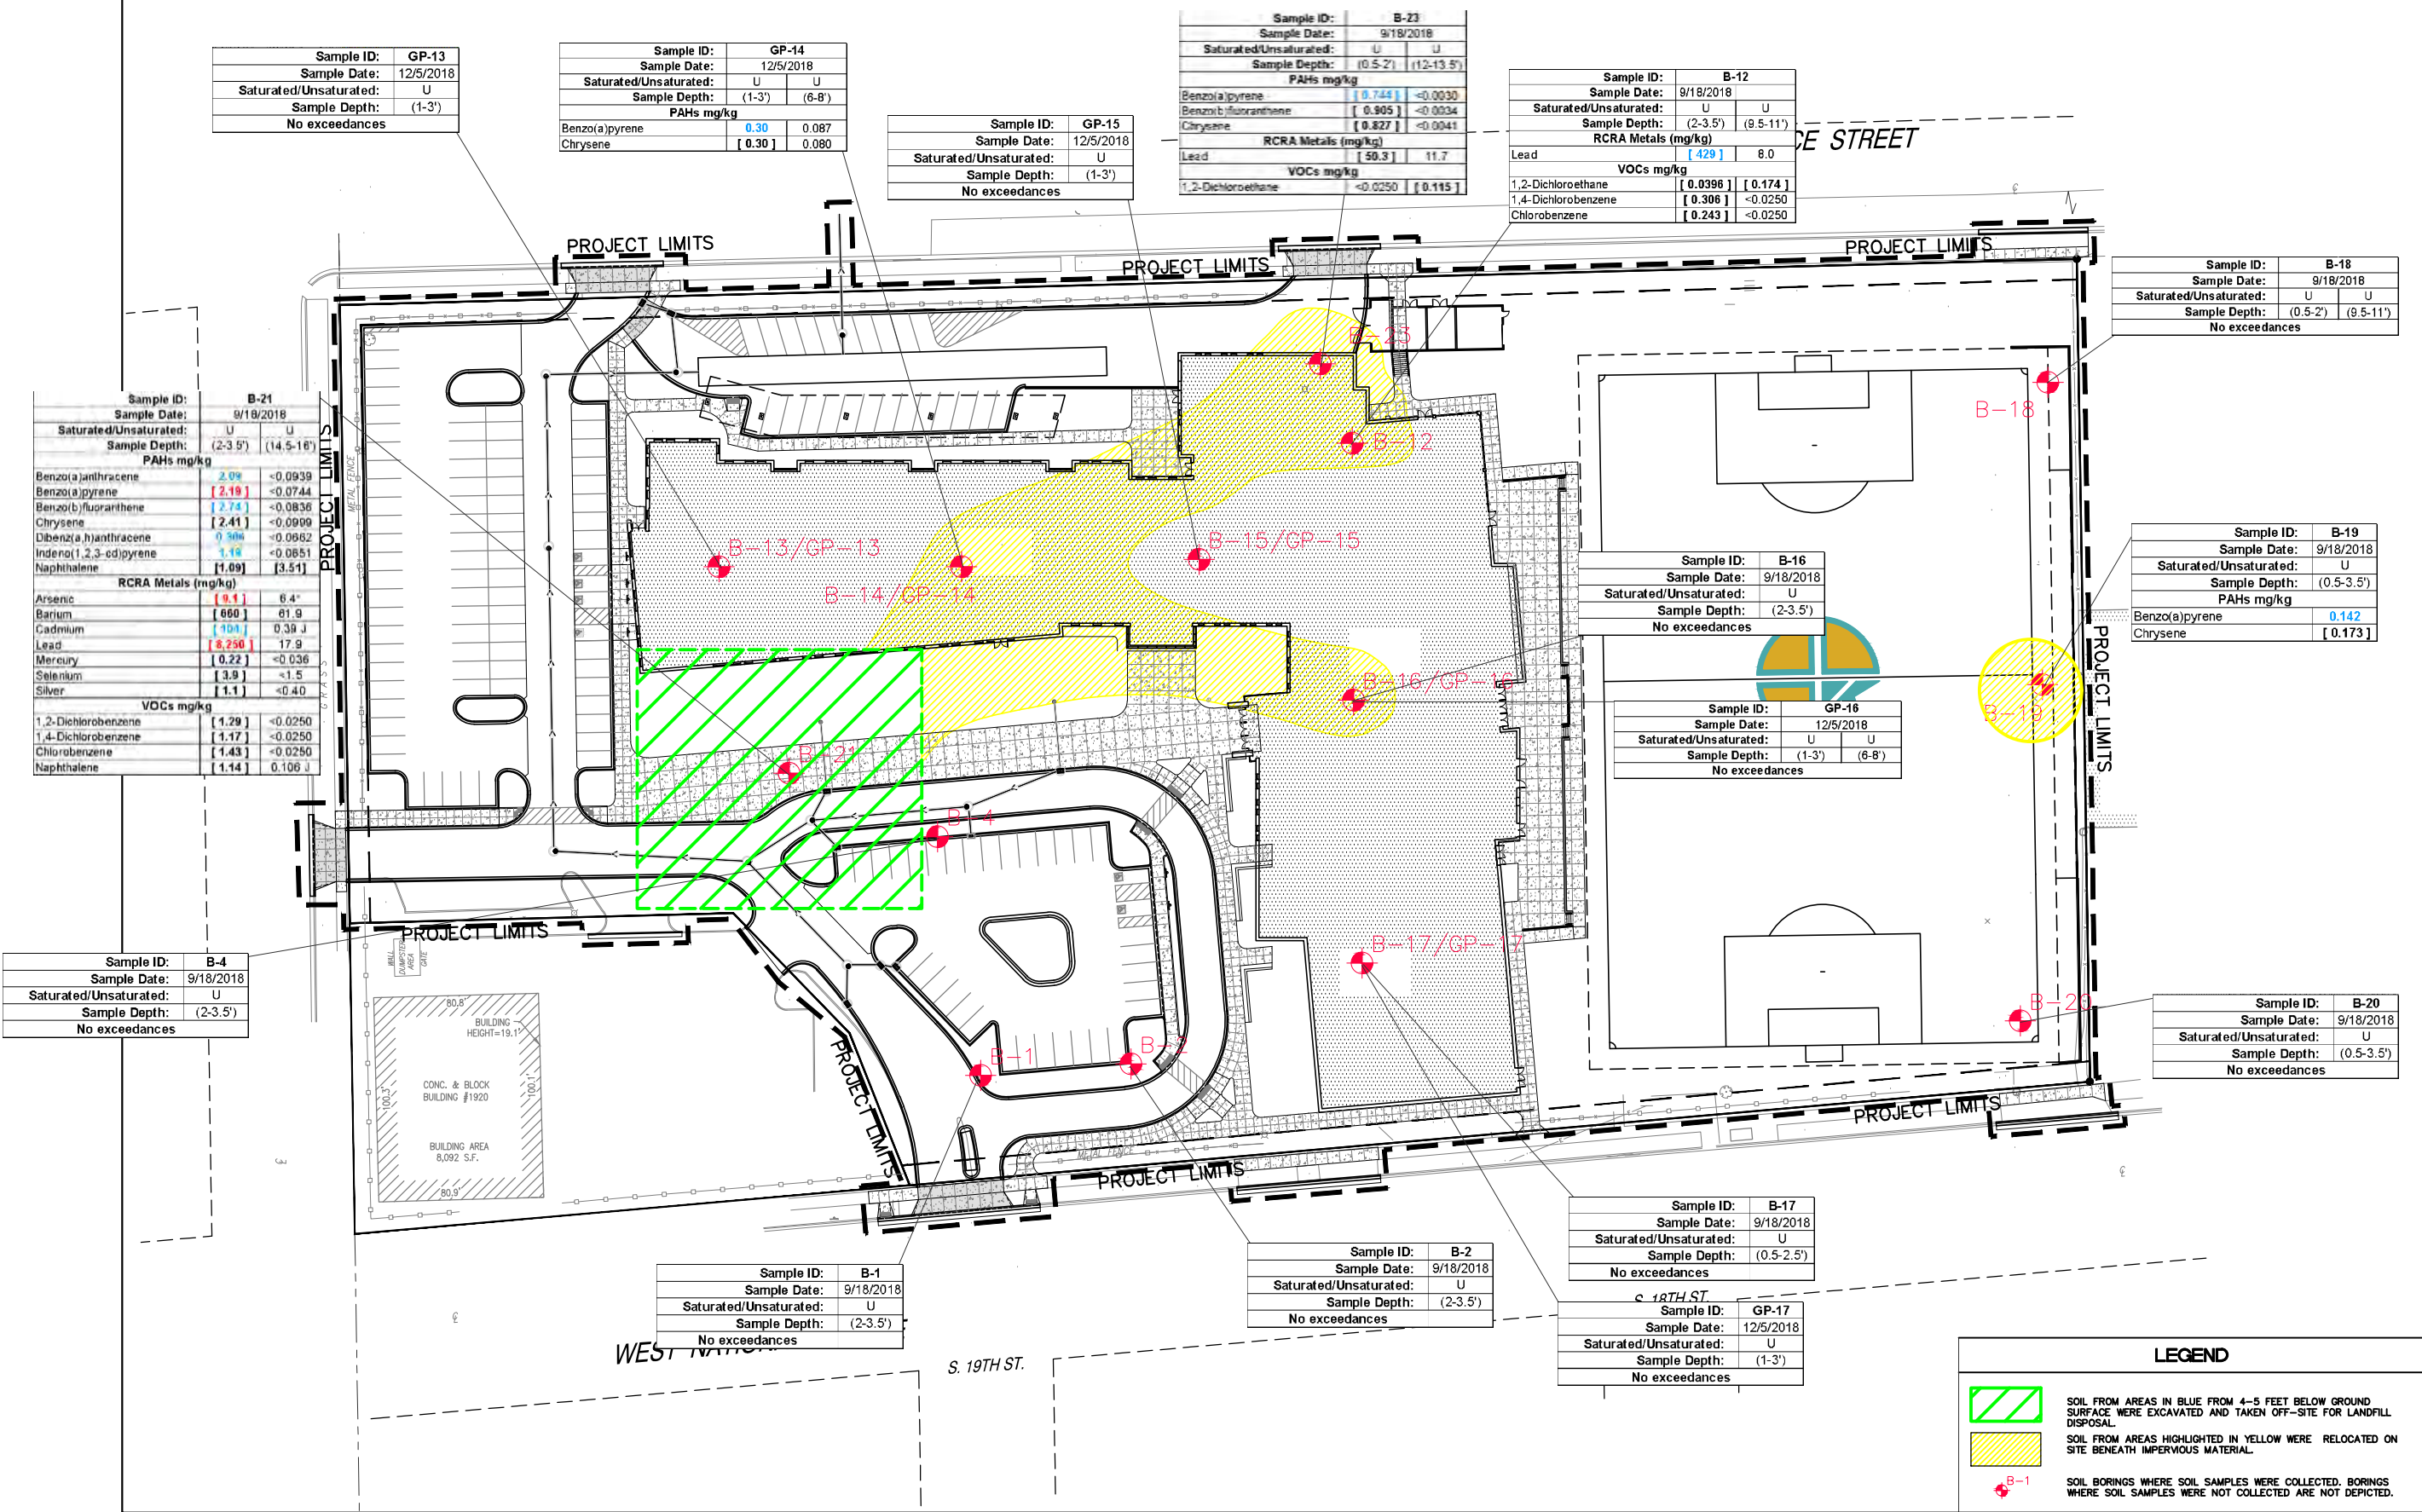 Sample ID: GP-13
Sample Date: 12/5/2018
Saturated/Unsaturated: U
Sample Depth: (1-3')
No exceedances
Sample ID: GP-14
Sample Date: 12/5/2018
Saturated/Unsaturated: U U
Sample Depth: (1-3') (6-8')
PAHs mg/kg
Benzo(a)pyrene 0.30 0.087
Chrysene [ 0.30 ] 0.080
Sample ID: GP-15
Sample Date: 12/5/2018
Saturated/Unsaturated: U
Sample Depth: (1-3')
No exceedances
Sample ID: B-23
Sample Date: 9/18/2018
Saturated/Unsaturated: U U
Sample Depth: (0.5-2') (12-13.5')
PAHs mg/kg
Benzo(a)pyrene [ 0.744 ] <0.0030
Benzo(b)fluoranthene [ 0.905 ] <0.0034
Chrysene [ 0.827 ] <0.0041
RCRA Metals (mg/kg)
Lead [ 50.3 ] 11.7
VOCs mg/kg
1,2-Dichloroethane <0.0250 [ 0.115 ]
Sample ID: B-12
Sample Date: 9/18/2018
Saturated/Unsaturated: U U
Sample Depth: (2-3.5') (9.5-11')
RCRA Metals (mg/kg)
Lead [ 429 ] 8.0
VOCs mg/kg
1,2-Dichloroethane [ 0.0396 ] [ 0.174 ]
1,4-Dichlorobenzene [ 0.306 ] <0.0250
Chlorobenzene [ 0.243 ] <0.0250
CE STREET
PROJECT LIMITS
PROJECT LIMITS
PROJECT LIMITS
Sample ID: B-18
Sample Date: 9/18/2018
Saturated/Unsaturated: U U
Sample Depth: (0.5-2') (9.5-11')
No exceedances
B-23
B-18
B-12
Sample ID: B-21
Sample Date: 9/18/2018
Saturated/Unsaturated: U U
Sample Depth: (2-3.5') (14.5-16')
PAHs mg/kg
Benzo(a)anthracene 2.09 <0.0939
Benzo(a)pyrene [ 2.19 ] <0.0744
Benzo(b)fluoranthene [ 2.74 ] <0.0836
Chrysene [ 2.41 ] <0.0999
Dibenz(a,h)anthracene 0.306 <0.0662
Indeno(1,2,3-cd)pyrene 1.18 <0.0651
Naphthalene [1.09] [3.51]
RCRA Metals (mg/kg)
Arsenic [ 9.1 ] 6.4
Barium [ 660 ] 61.9
Cadmium [ 104 ] 0.39 J
Lead [ 8,250 ] 17.9
Mercury [ 0.22 ] <0.036
Selenium [ 3.9 ] <1.5
Silver [ 1.1 ] <0.40
VOCs mg/kg
1,2-Dichlorobenzene [ 1.29 ] <0.0250
1,4-Dichlorobenzene [ 1.17 ] <0.0250
Chlorobenzene [ 1.43 ] <0.0250
Naphthalene [ 1.14 ] 0.106 J
PROJECT LIMITS
PROJECT LIMITS
METAL FENCE
GRASS
B-13/GP-13
B-14/GP-14
B-15/GP-15
Sample ID: B-16
Sample Date: 9/18/2018
Saturated/Unsaturated: U
Sample Depth: (2-3.5')
No exceedances
B-16/GP-16
Sample ID: GP-16
Sample Date: 12/5/2018
Saturated/Unsaturated: U U
Sample Depth: (1-3') (6-8')
No exceedances
Sample ID: B-19
Sample Date: 9/18/2018
Saturated/Unsaturated: U
Sample Depth: (0.5-3.5')
PAHs mg/kg
Benzo(a)pyrene 0.142
Chrysene [ 0.173 ]
B-19
PROJECT LIMITS
PROJECT LIMITS
B-21
B-4
PROJECT LIMITS
WALL
DUMPSTER
AREA
GATE
B-17/GP-17
Sample ID: B-4
Sample Date: 9/18/2018
Saturated/Unsaturated: U
Sample Depth: (2-3.5')
No exceedances
80.8'
BUILDING
HEIGHT=19.1'
100.3'
100.1'
CONC. & BLOCK
BUILDING #1920
BUILDING AREA
8,092 S.F.
80.9'
PROJECT LIMITS
B-1
B-2
B-20
Sample ID: B-20
Sample Date: 9/18/2018
Saturated/Unsaturated: U
Sample Depth: (0.5-3.5')
No exceedances
METAL FENCE
PROJECT LIMITS
PROJECT LIMITS
Sample ID: B-1
Sample Date: 9/18/2018
Saturated/Unsaturated: U
Sample Depth: (2-3.5')
No exceedances
Sample ID: B-2
Sample Date: 9/18/2018
Saturated/Unsaturated: U
Sample Depth: (2-3.5')
No exceedances
Sample ID: B-17
Sample Date: 9/18/2018
Saturated/Unsaturated: U
Sample Depth: (0.5-2.5')
No exceedances
S. 18TH ST.
Sample ID: GP-17
Sample Date: 12/5/2018
Saturated/Unsaturated: U
Sample Depth: (1-3')
No exceedances
WEST
S. 19TH ST.
LEGEND
SOIL FROM AREAS IN BLUE FROM 4-5 FEET BELOW GROUND
SURFACE WERE EXCAVATED AND TAKEN OFF-SITE FOR LANDFILL
DISPOSAL.
SOIL FROM AREAS HIGHLIGHTED IN YELLOW WERE RELOCATED ON
SITE BENEATH IMPERVIOUS MATERIAL.
B-1
SOIL BORINGS WHERE SOIL SAMPLES WERE COLLECTED. BORINGS
WHERE SOIL SAMPLES WERE NOT COLLECTED ARE NOT DEPICTED.